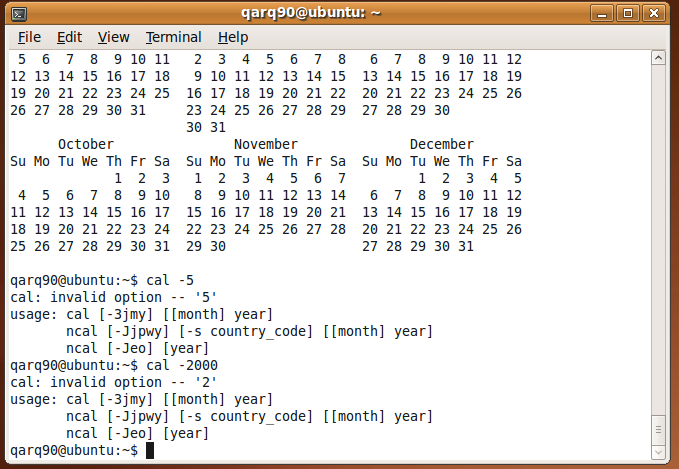 qarq90@ubuntu: ~
File Edit View Terminal Help
 5  6  7  8  9 10 11   2  3  4  5  6  7  8   6  7  8  9 10 11 12
12 13 14 15 16 17 18   9 10 11 12 13 14 15  13 14 15 16 17 18 19
19 20 21 22 23 24 25  16 17 18 19 20 21 22  20 21 22 23 24 25 26
26 27 28 29 30 31     23 24 25 26 27 28 29  27 28 29 30
                      30 31
      October               November              December
Su Mo Tu We Th Fr Sa  Su Mo Tu We Th Fr Sa  Su Mo Tu We Th Fr Sa
             1  2  3   1  2  3  4  5  6  7         1  2  3  4  5
 4  5  6  7  8  9 10   8  9 10 11 12 13 14   6  7  8  9 10 11 12
11 12 13 14 15 16 17  15 16 17 18 19 20 21  13 14 15 16 17 18 19
18 19 20 21 22 23 24  22 23 24 25 26 27 28  20 21 22 23 24 25 26
25 26 27 28 29 30 31  29 30                 27 28 29 30 31
qarq90@ubuntu:~$ cal -5
cal: invalid option -- '5'
usage: cal [-3jmy] [[month] year]
       ncal [-Jjpwy] [-s country_code] [[month] year]
       ncal [-Jeo] [year]
qarq90@ubuntu:~$ cal -2000
cal: invalid option -- '2'
usage: cal [-3jmy] [[month] year]
       ncal [-Jjpwy] [-s country_code] [[month] year]
       ncal [-Jeo] [year]
qarq90@ubuntu:~$